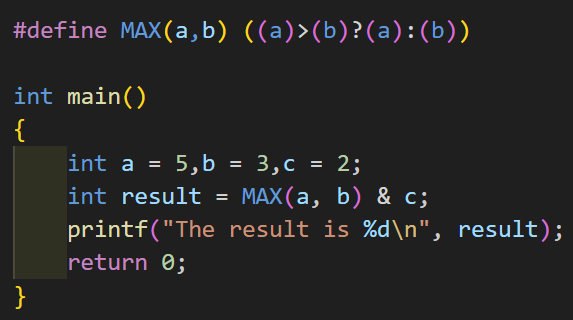 #define MAX(a,b) ((a)>(b)?(a):(b))
int main()
{
int a = 5,b = 3,c = 2;
int result = MAX(a, b) & c;
printf("The result is %d\n", result);
return 0;
}